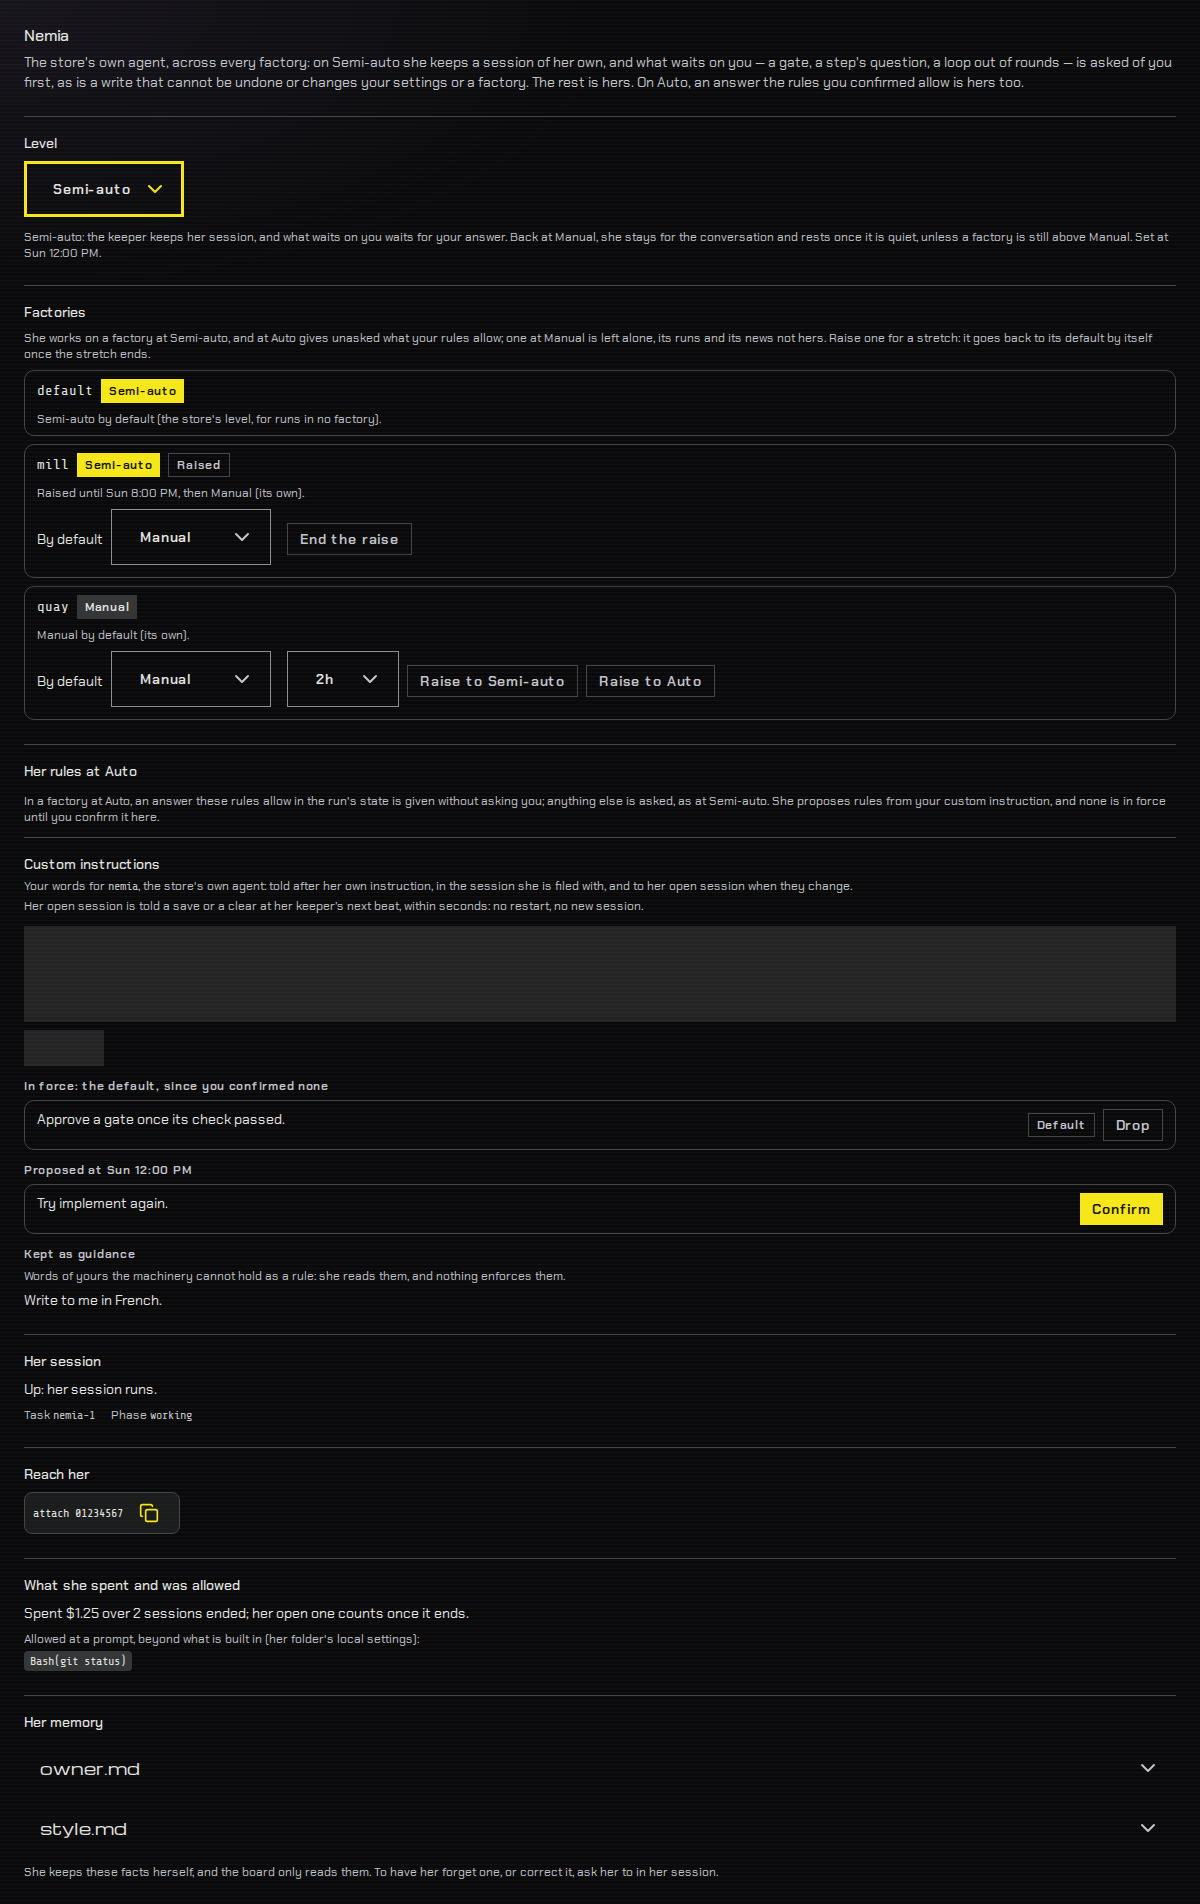 Nemia
The store's own agent, across every factory: on Semi-auto she keeps a session of her own, and what waits on you — a gate, a step's question, a loop out of rounds — is asked of you
first, as is a write that cannot be undone or changes your settings or a factory. The rest is hers. On Auto, an answer the rules you confirmed allow is hers too.
Level
Semi-auto
Semi-auto: the keeper keeps her session, and what waits on you waits for your answer. Back at Manual, she stays for the conversation and rests once it is quiet, unless a factory is still above Manual. Set at
Sun 12:00 PM.
Factories
She works on a factory at Semi-auto, and at Auto gives unasked what your rules allow; one at Manual is left alone, its runs and its news not hers. Raise one for a stretch: it goes back to its default by itself
once the stretch ends.
default Semi-auto
Semi-auto by default (the store's level, for runs in no factory).
mill Semi-auto Raised
Raised until Sun 8:00 PM, then Manual (its own).
By default Manual End the raise
quay Manual
Manual by default (its own).
By default Manual 2h Raise to Semi-auto Raise to Auto
Her rules at Auto
In a factory at Auto, an answer these rules allow in the run's state is given without asking you; anything else is asked, as at Semi-auto. She proposes rules from your custom instruction, and none is in force
until you confirm it here.
Custom instructions
Your words for nemia, the store's own agent: told after her own instruction, in the session she is filed with, and to her open session when they change.
Her open session is told a save or a clear at her keeper's next beat, within seconds: no restart, no new session.
In force: the default, since you confirmed none
Approve a gate once its check passed. Default Drop
Proposed at Sun 12:00 PM
Try implement again. Confirm
Kept as guidance
Words of yours the machinery cannot hold as a rule: she reads them, and nothing enforces them.
Write to me in French.
Her session
Up: her session runs.
Task nemia-1 Phase working
Reach her
attach 01234567
What she spent and was allowed
Spent $1.25 over 2 sessions ended; her open one counts once it ends.
Allowed at a prompt, beyond what is built in (her folder's local settings):
Bash(git status)
Her memory
owner.md
style.md
She keeps these facts herself, and the board only reads them. To have her forget one, or correct it, ask her to in her session.